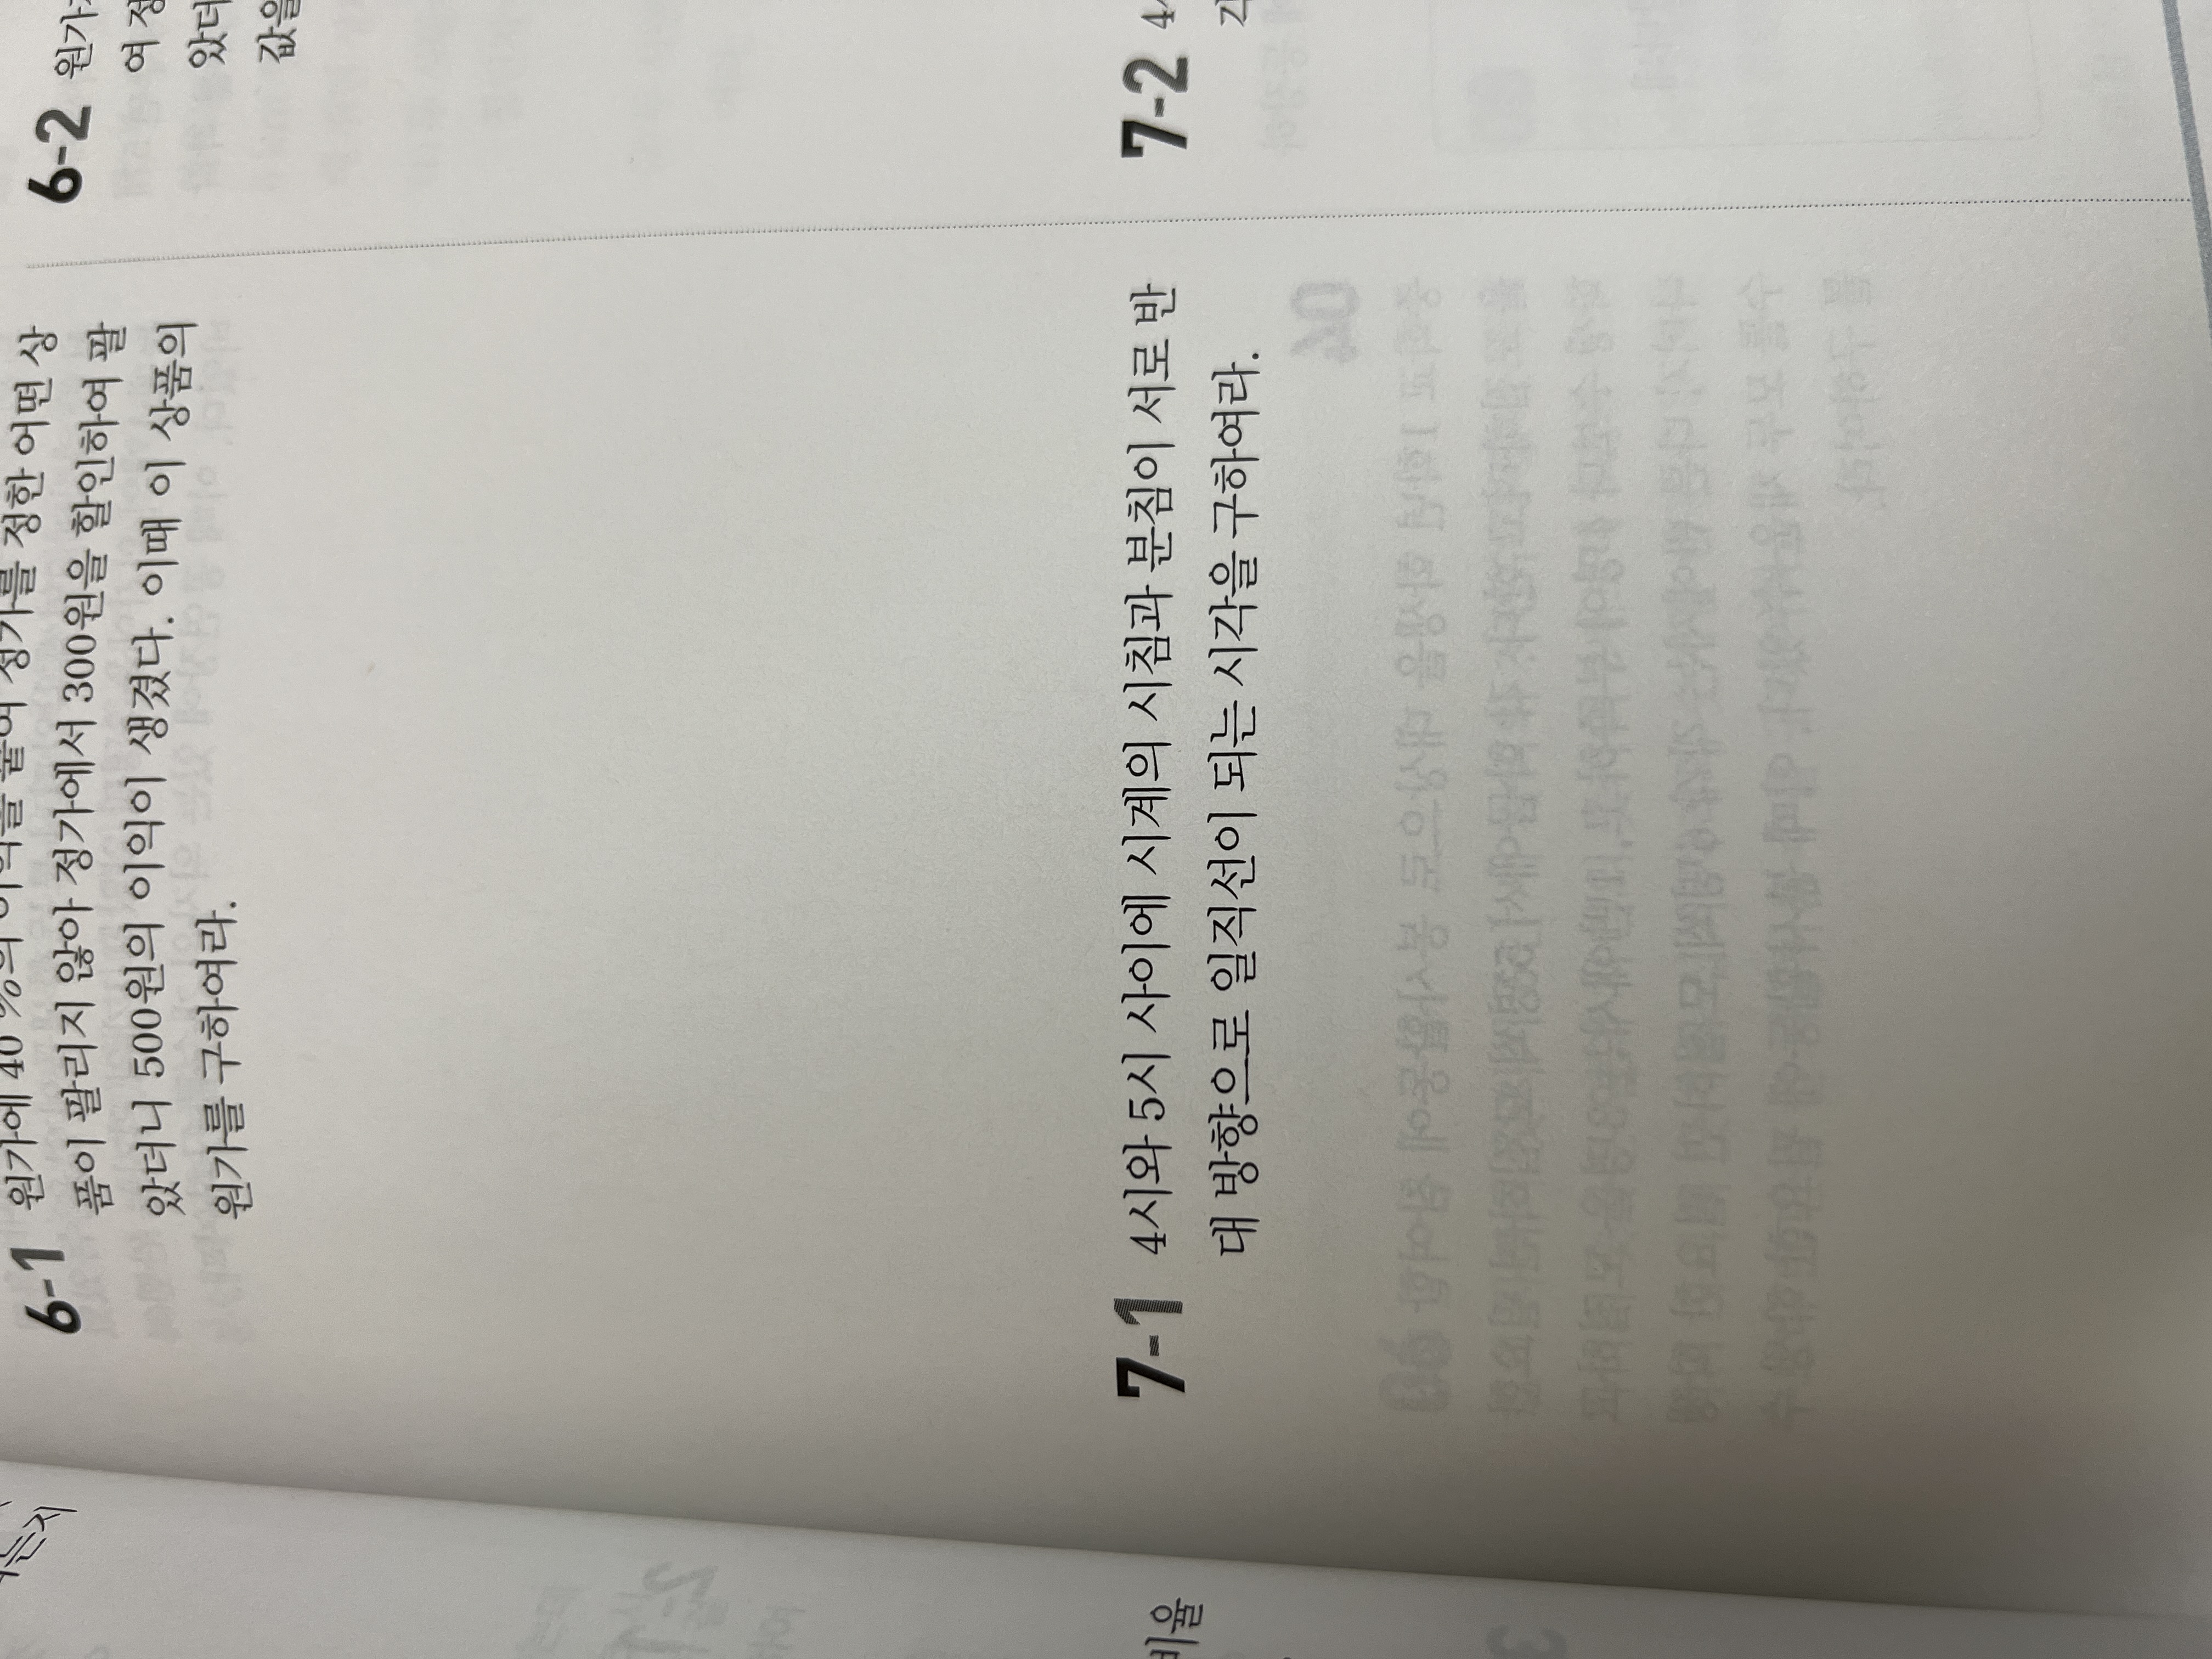 는지
6-1 원가에 40 %의 이익을 붙여 정가를 정한 어떤 상
품이 팔리지 않아 정가에서 300원을 할인하여 팔
았더니 500원의 이익이 생겼다. 이때 이 상품의
원가를 구하여라.
6-2 원가
여 정
았더
값을
비율
7-1 4시와 5시 사이에 시계의 시침과 분침이 서로 반
대 방향으로 일직선이 되는 시각을 구하여라.
7-2 4
각